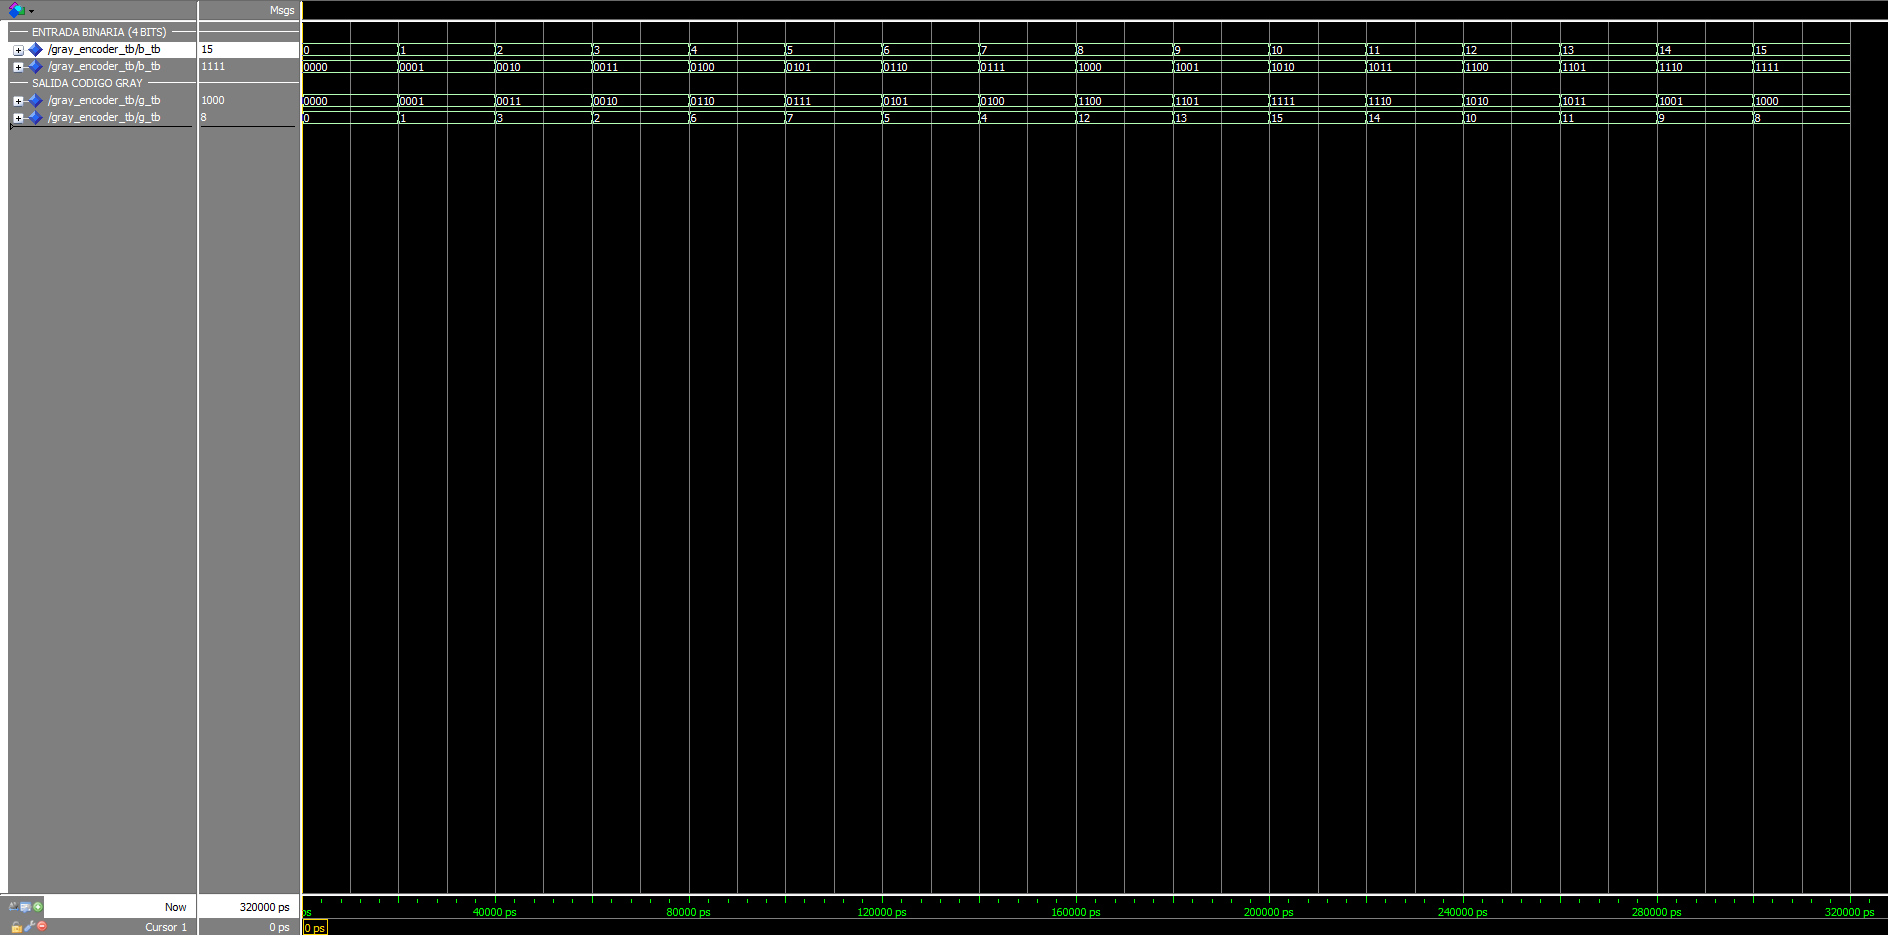 Msgs
ENTRADA BINARIA (4 BITS)
/gray_encoder_tb/b_tb 15 0 1 2 3 4 5 6 7 8 9 10 11 12 13 14 15
/gray_encoder_tb/b_tb 1111 0000 0001 0010 0011 0100 0101 0110 0111 1000 1001 1010 1011 1100 1101 1110 1111
SALIDA CODIGO GRAY
/gray_encoder_tb/g_tb 1000 0000 0001 0011 0010 0110 0111 0101 0100 1100 1101 1111 1110 1010 1011 1001 1000
/gray_encoder_tb/g_tb 8 0 1 3 2 6 7 5 4 12 13 15 14 10 11 9 8
Now 320000 ps ps 40000 ps 80000 ps 120000 ps 160000 ps 200000 ps 240000 ps 280000 ps 320000 ps
Cursor 1 0 ps 0 ps